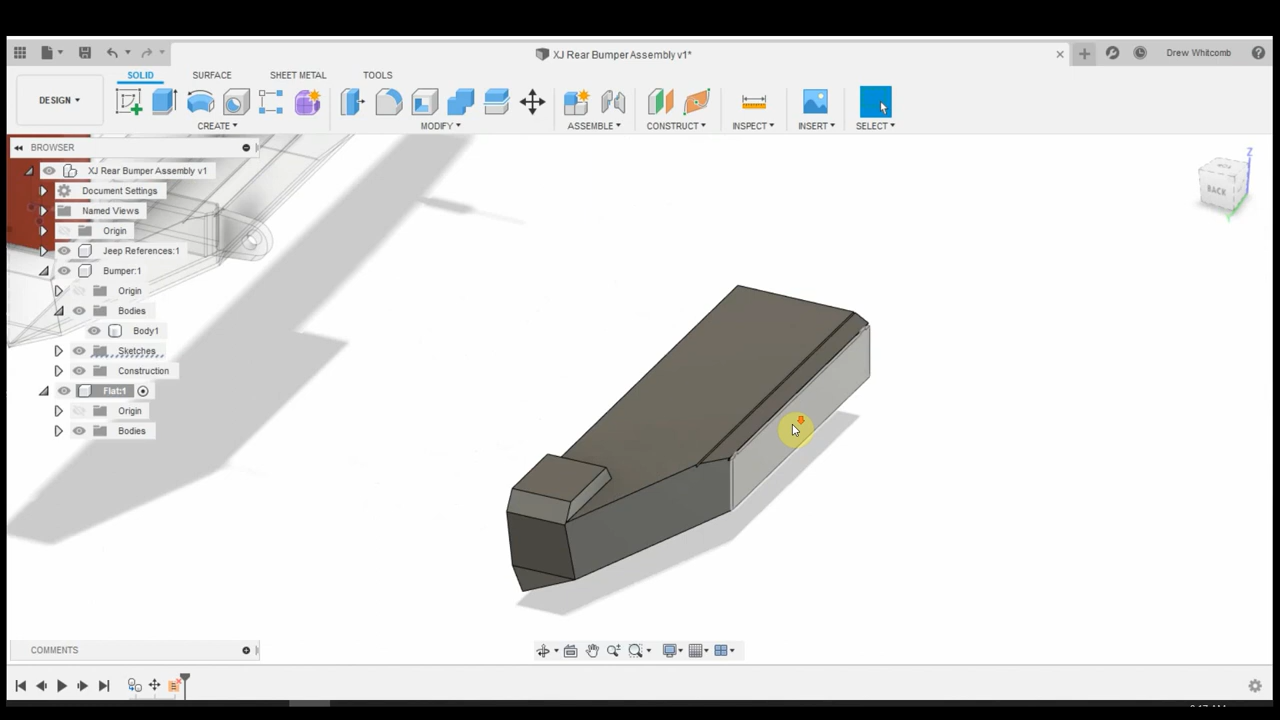 XJ Rear Bumper Assembly v1*
Drew Whitcomb
SOLID SURFACE SHEET METAL TOOLS
DESIGN
CREATE MODIFY ASSEMBLE CONSTRUCT INSPECT INSERT SELECT
BROWSER
XJ Rear Bumper Assembly v1
Document Settings
Named Views
Origin
Jeep References:1
Bumper:1
Origin
Bodies
Body1
Sketches
Construction
Flat:1
Origin
Bodies
Z
BACK
COMMENTS